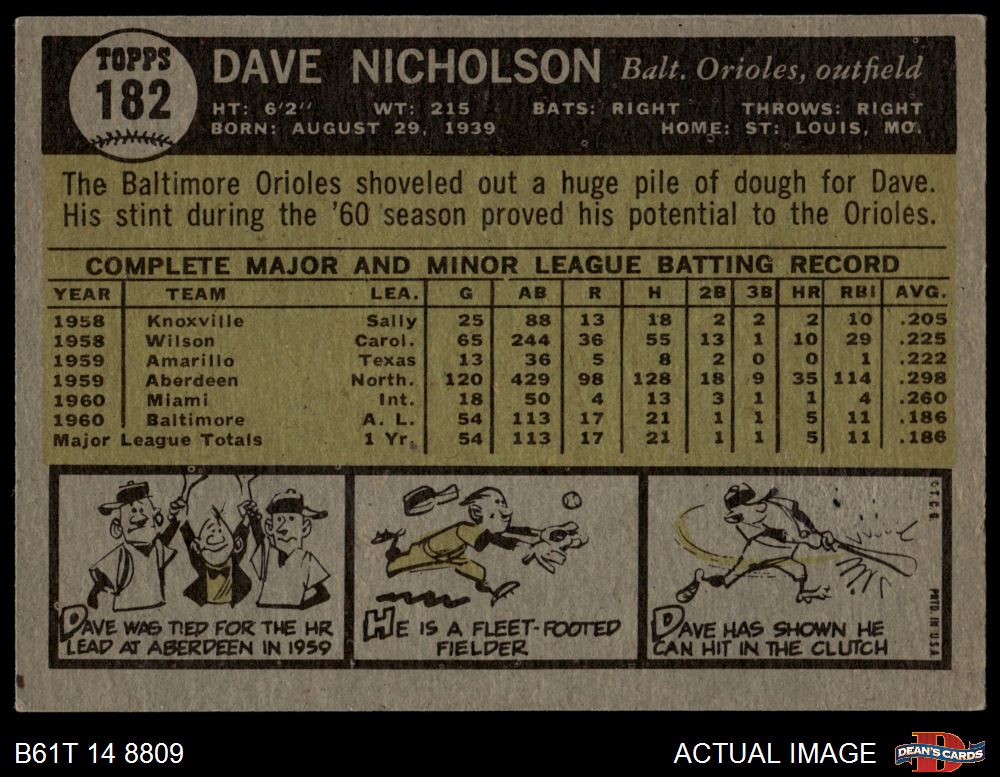 TOPPS
182
DAVE NICHOLSON Balt. Orioles, outfield
HT: 6'2" WT: 215 BATS: RIGHT THROWS: RIGHT
BORN: AUGUST 29, 1939 HOME: ST: LOUIS, MO.
The Baltimore Orioles shoveled out a huge pile of dough for Dave.
His stint during the '60 season proved his potential to the Orioles.
COMPLETE MAJOR AND MINOR LEAGUE BATTING RECORD
YEAR TEAM LEA. G AB R H 2B 3B HR RBI AVG.
1958 Knoxville Sally 25 88 13 18 2 2 2 10 .205
1958 Wilson Carol. 65 244 36 55 13 1 10 29 .225
1959 Amarillo Texas 13 36 5 8 2 0 0 1 .222
1959 Aberdeen North. 120 429 98 128 18 9 35 114 .298
1960 Miami Int. 18 50 4 13 3 1 1 4 .260
1960 Baltimore A. L. 54 113 17 21 1 1 5 11 .186
Major League Totals 1 Yr. 54 113 17 21 1 1 5 11 .186
DAVE WAS TIED FOR THE HR
LEAD AT ABERDEEN IN 1959
HE IS A FLEET-FOOTED
FIELDER
DAVE HAS SHOWN HE
CAN HIT IN THE CLUTCH
©T.C.G.
PRTD. IN U.S.A.
B61T 14 8809
ACTUAL IMAGE
DEAN'S CARDS